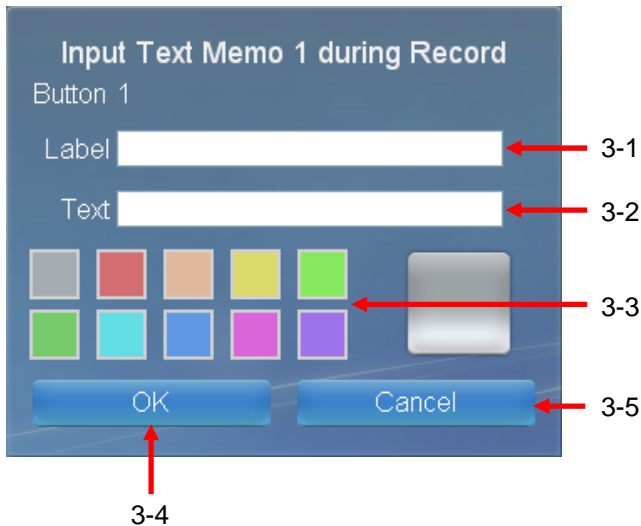 Input Text Memo 1 during Record
Button 1
Label
3-1
Text
3-2
3-3
OK
Cancel
3-5
3-4